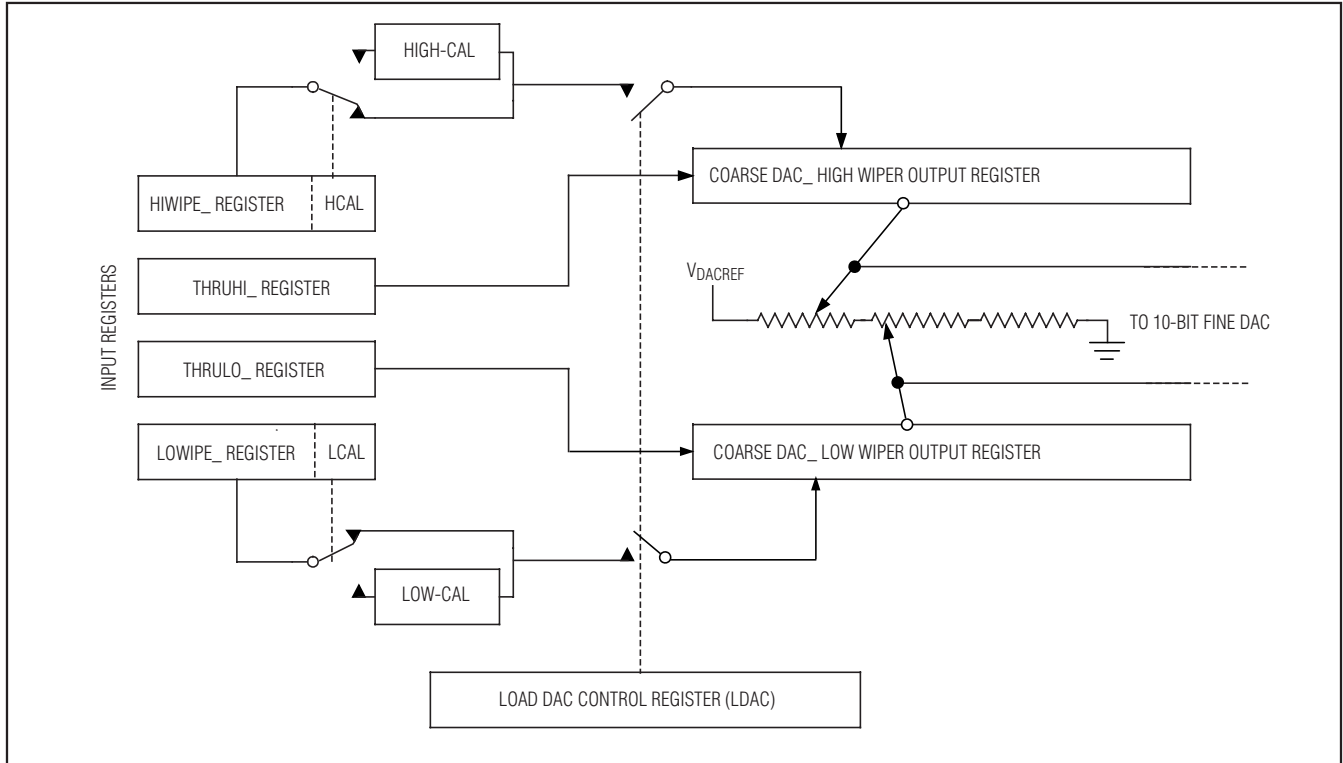 HIGH-CAL
HIWIPE_ REGISTER HCAL
COARSE DAC_ HIGH WIPER OUTPUT REGISTER
INPUT REGISTERS
THRUHI_ REGISTER
VDACREF
TO 10-BIT FINE DAC
THRULO_ REGISTER
LOWIPE_ REGISTER LCAL
COARSE DAC_ LOW WIPER OUTPUT REGISTER
LOW-CAL
LOAD DAC CONTROL REGISTER (LDAC)